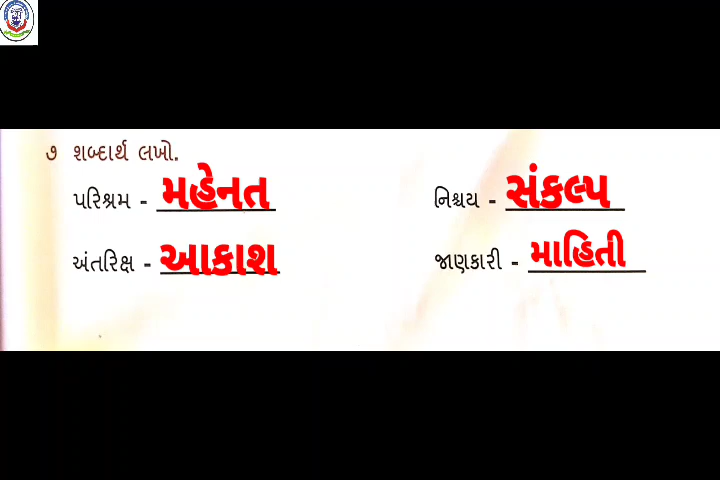 ૭ શબ્દાર્થ લખો.
પરિશ્રમ - મહેનત નિશ્ચય - સંકલ્પ
અંતરિક્ષ - આકાશ જાણકારી - માહિતી